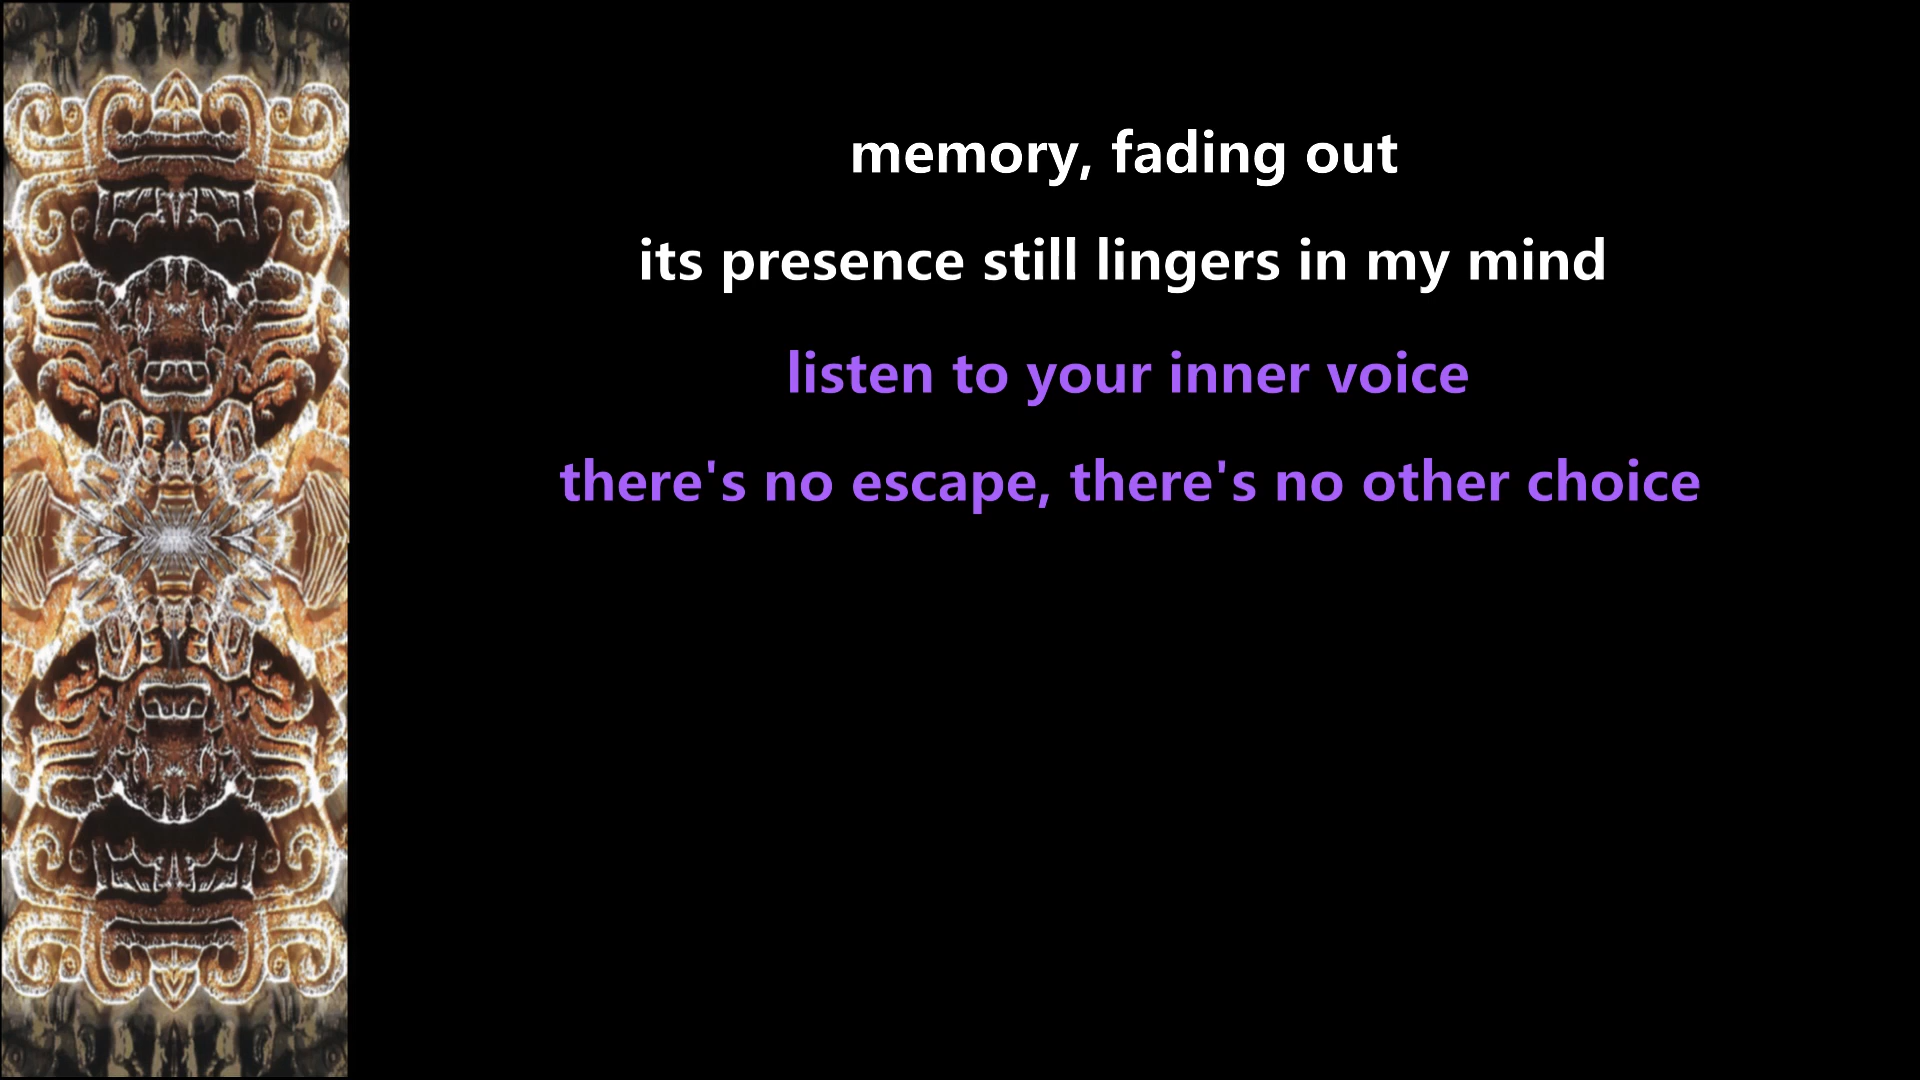 memory, fading out
its presence still lingers in my mind
listen to your inner voice
there's no escape, there's no other choice